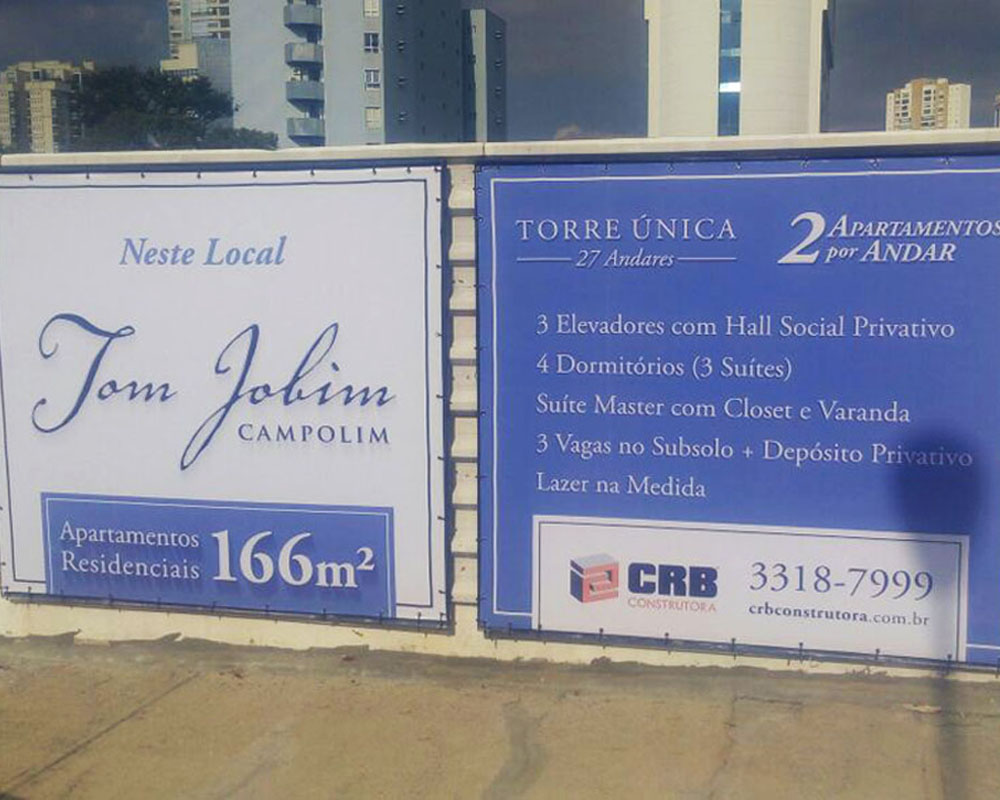 Neste Local
Tom Jobim
CAMPOLIM
Apartamentos
Residenciais
166m²
TORRE ÚNICA
27 Andares
2 APARTAMENTOS
por ANDAR
3 Elevadores com Hall Social Privativo
4 Dormitórios (3 Suítes)
Suíte Master com Closet e Varanda
3 Vagas no Subsolo + Depósito Privativo
Lazer na Medida
CRB
CONSTRUTORA
3318-7999
crbconstrutora.com.br